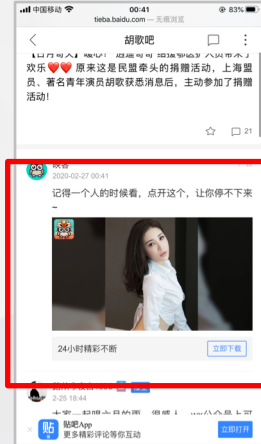 中国移动 00:41 83%
tieba.baidu.com — 无痕浏览
胡歌吧
欢乐❤️❤️ 原来这是民盟牵头的捐赠活动，上海盟
员、著名青年演员胡歌获悉消息后，主动参加了捐赠
活动!
21
2020-02-27 00:41
记得一个人的时候看，点开这个，让你停不下来
~
24小时精彩不断
立即下载
2-25 18:44
贴
贴吧App
更多精彩评论等你互动
立即打开